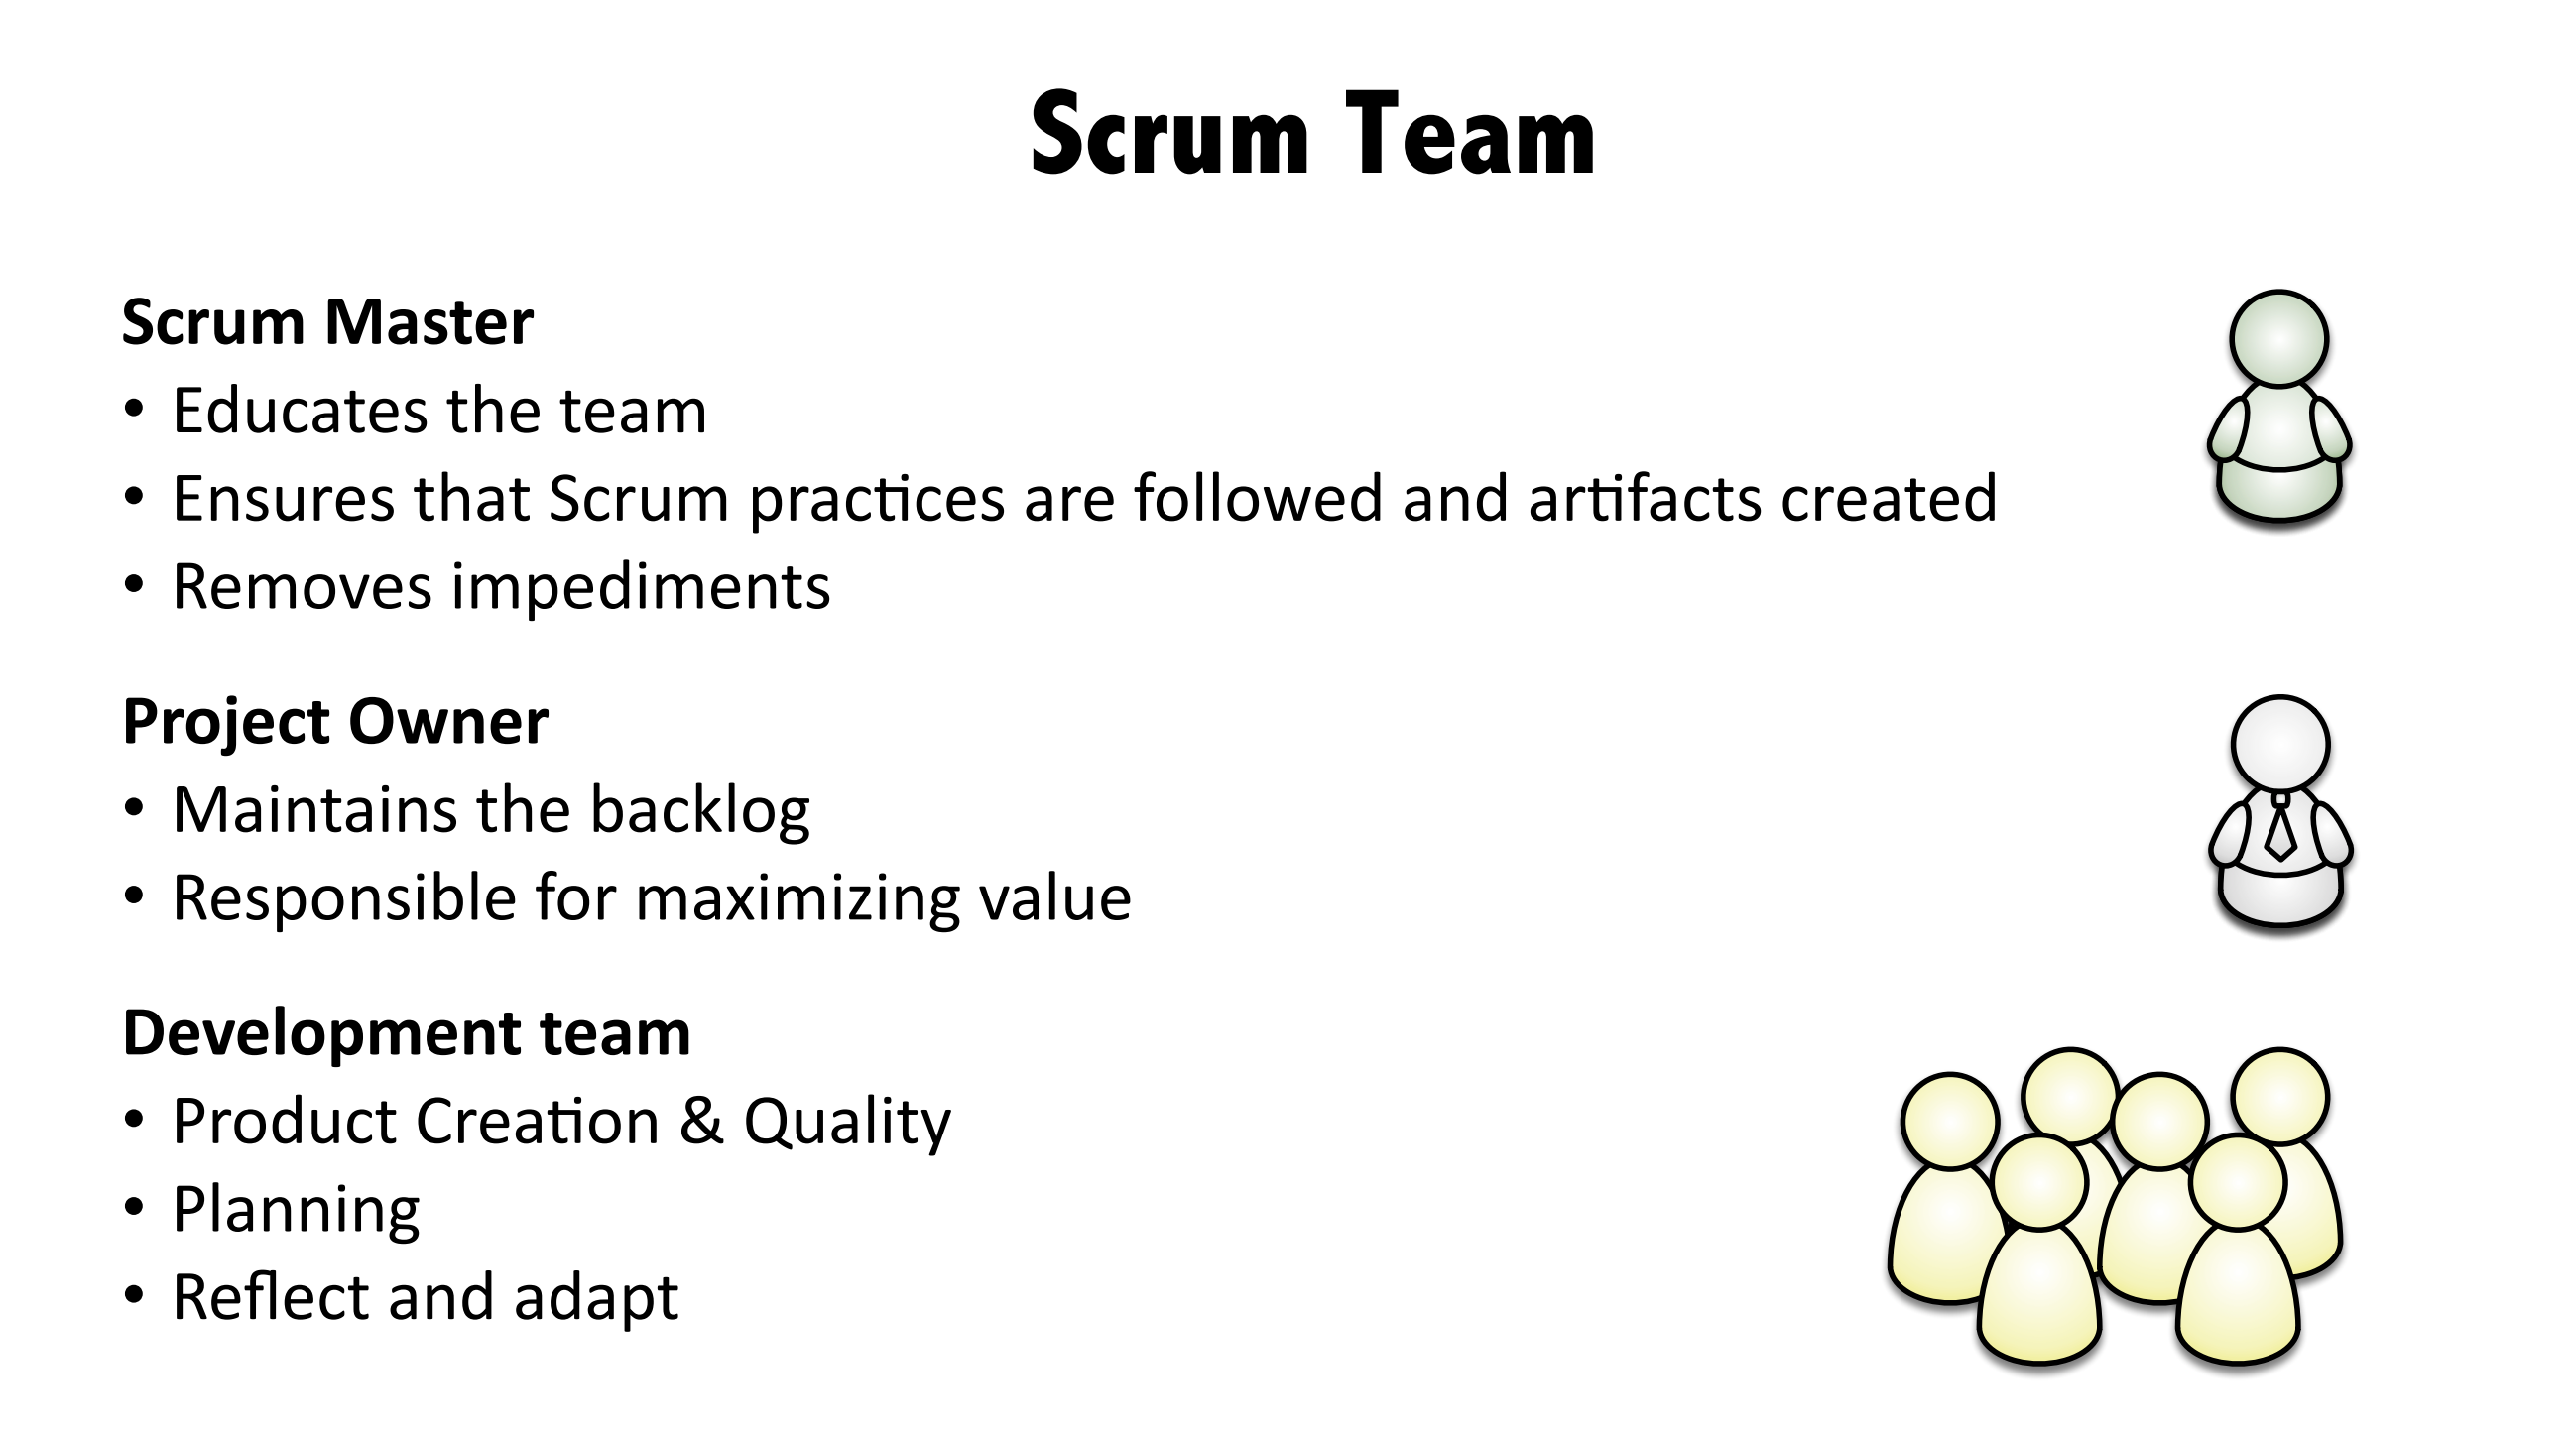 Scrum Team
Scrum Master
• Educates the team
• Ensures that Scrum practices are followed and artifacts created
• Removes impediments
Project Owner
• Maintains the backlog
• Responsible for maximizing value
Development team
• Product Creation & Quality
• Planning
• Reflect and adapt